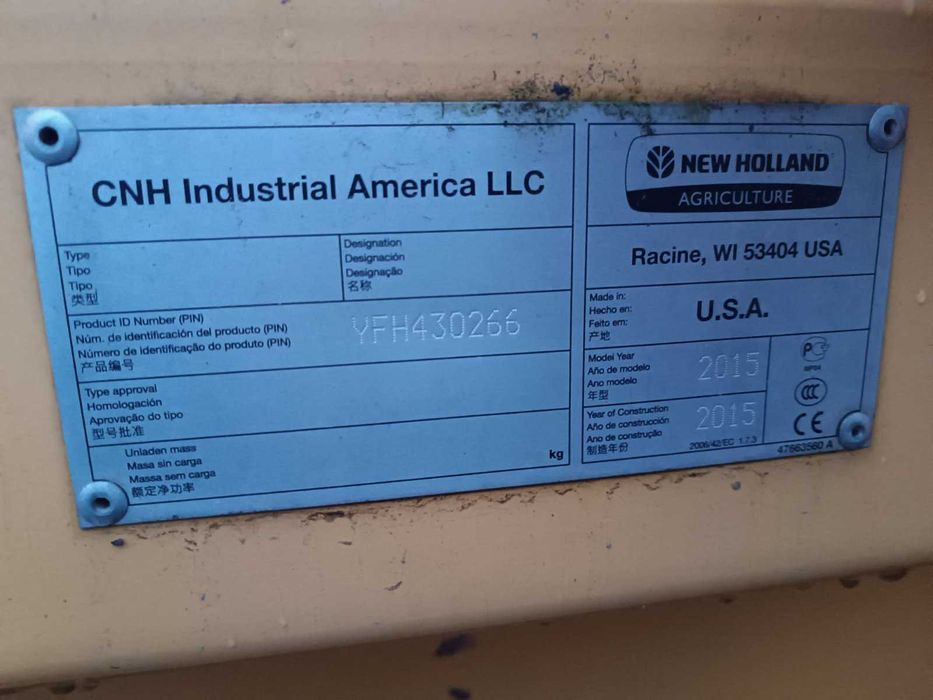 CNH Industrial America LLC
Type
Tipo
Tipo
类型
Designation
Designación
Designação
名称
Product ID Number (PIN)
Núm. de identificación del producto (PIN)
Número de identificação do produto (PIN)
产品编号
YFH430266
Type approval
Homologación
Aprovação do tipo
型号批准
Unladen mass
Masa sin carga
Massa sem carga
额定净功率
kg
NEW HOLLAND
AGRICULTURE
Racine, WI 53404 USA
Made in:
Hecho en:
Feito em:
产地
U.S.A.
Model Year
Año de modelo
Ano modelo
年型
2015
Year of Construction
Año de construcción
Ano de construção
制造年份
2015
2006/42/EC 1.7.3
MP04
CCC
CE
47663560 A